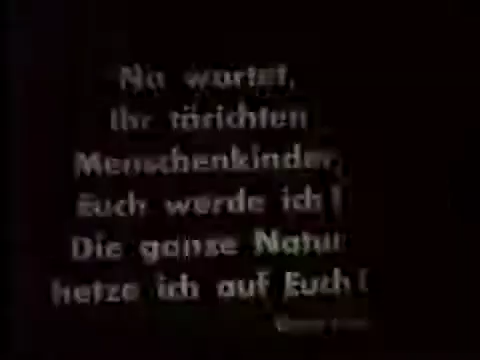 Na wartet,
Ihr törichten
Menschenkinder,
Euch werde ich!
Die ganze Natur
hetze ich auf Euch!